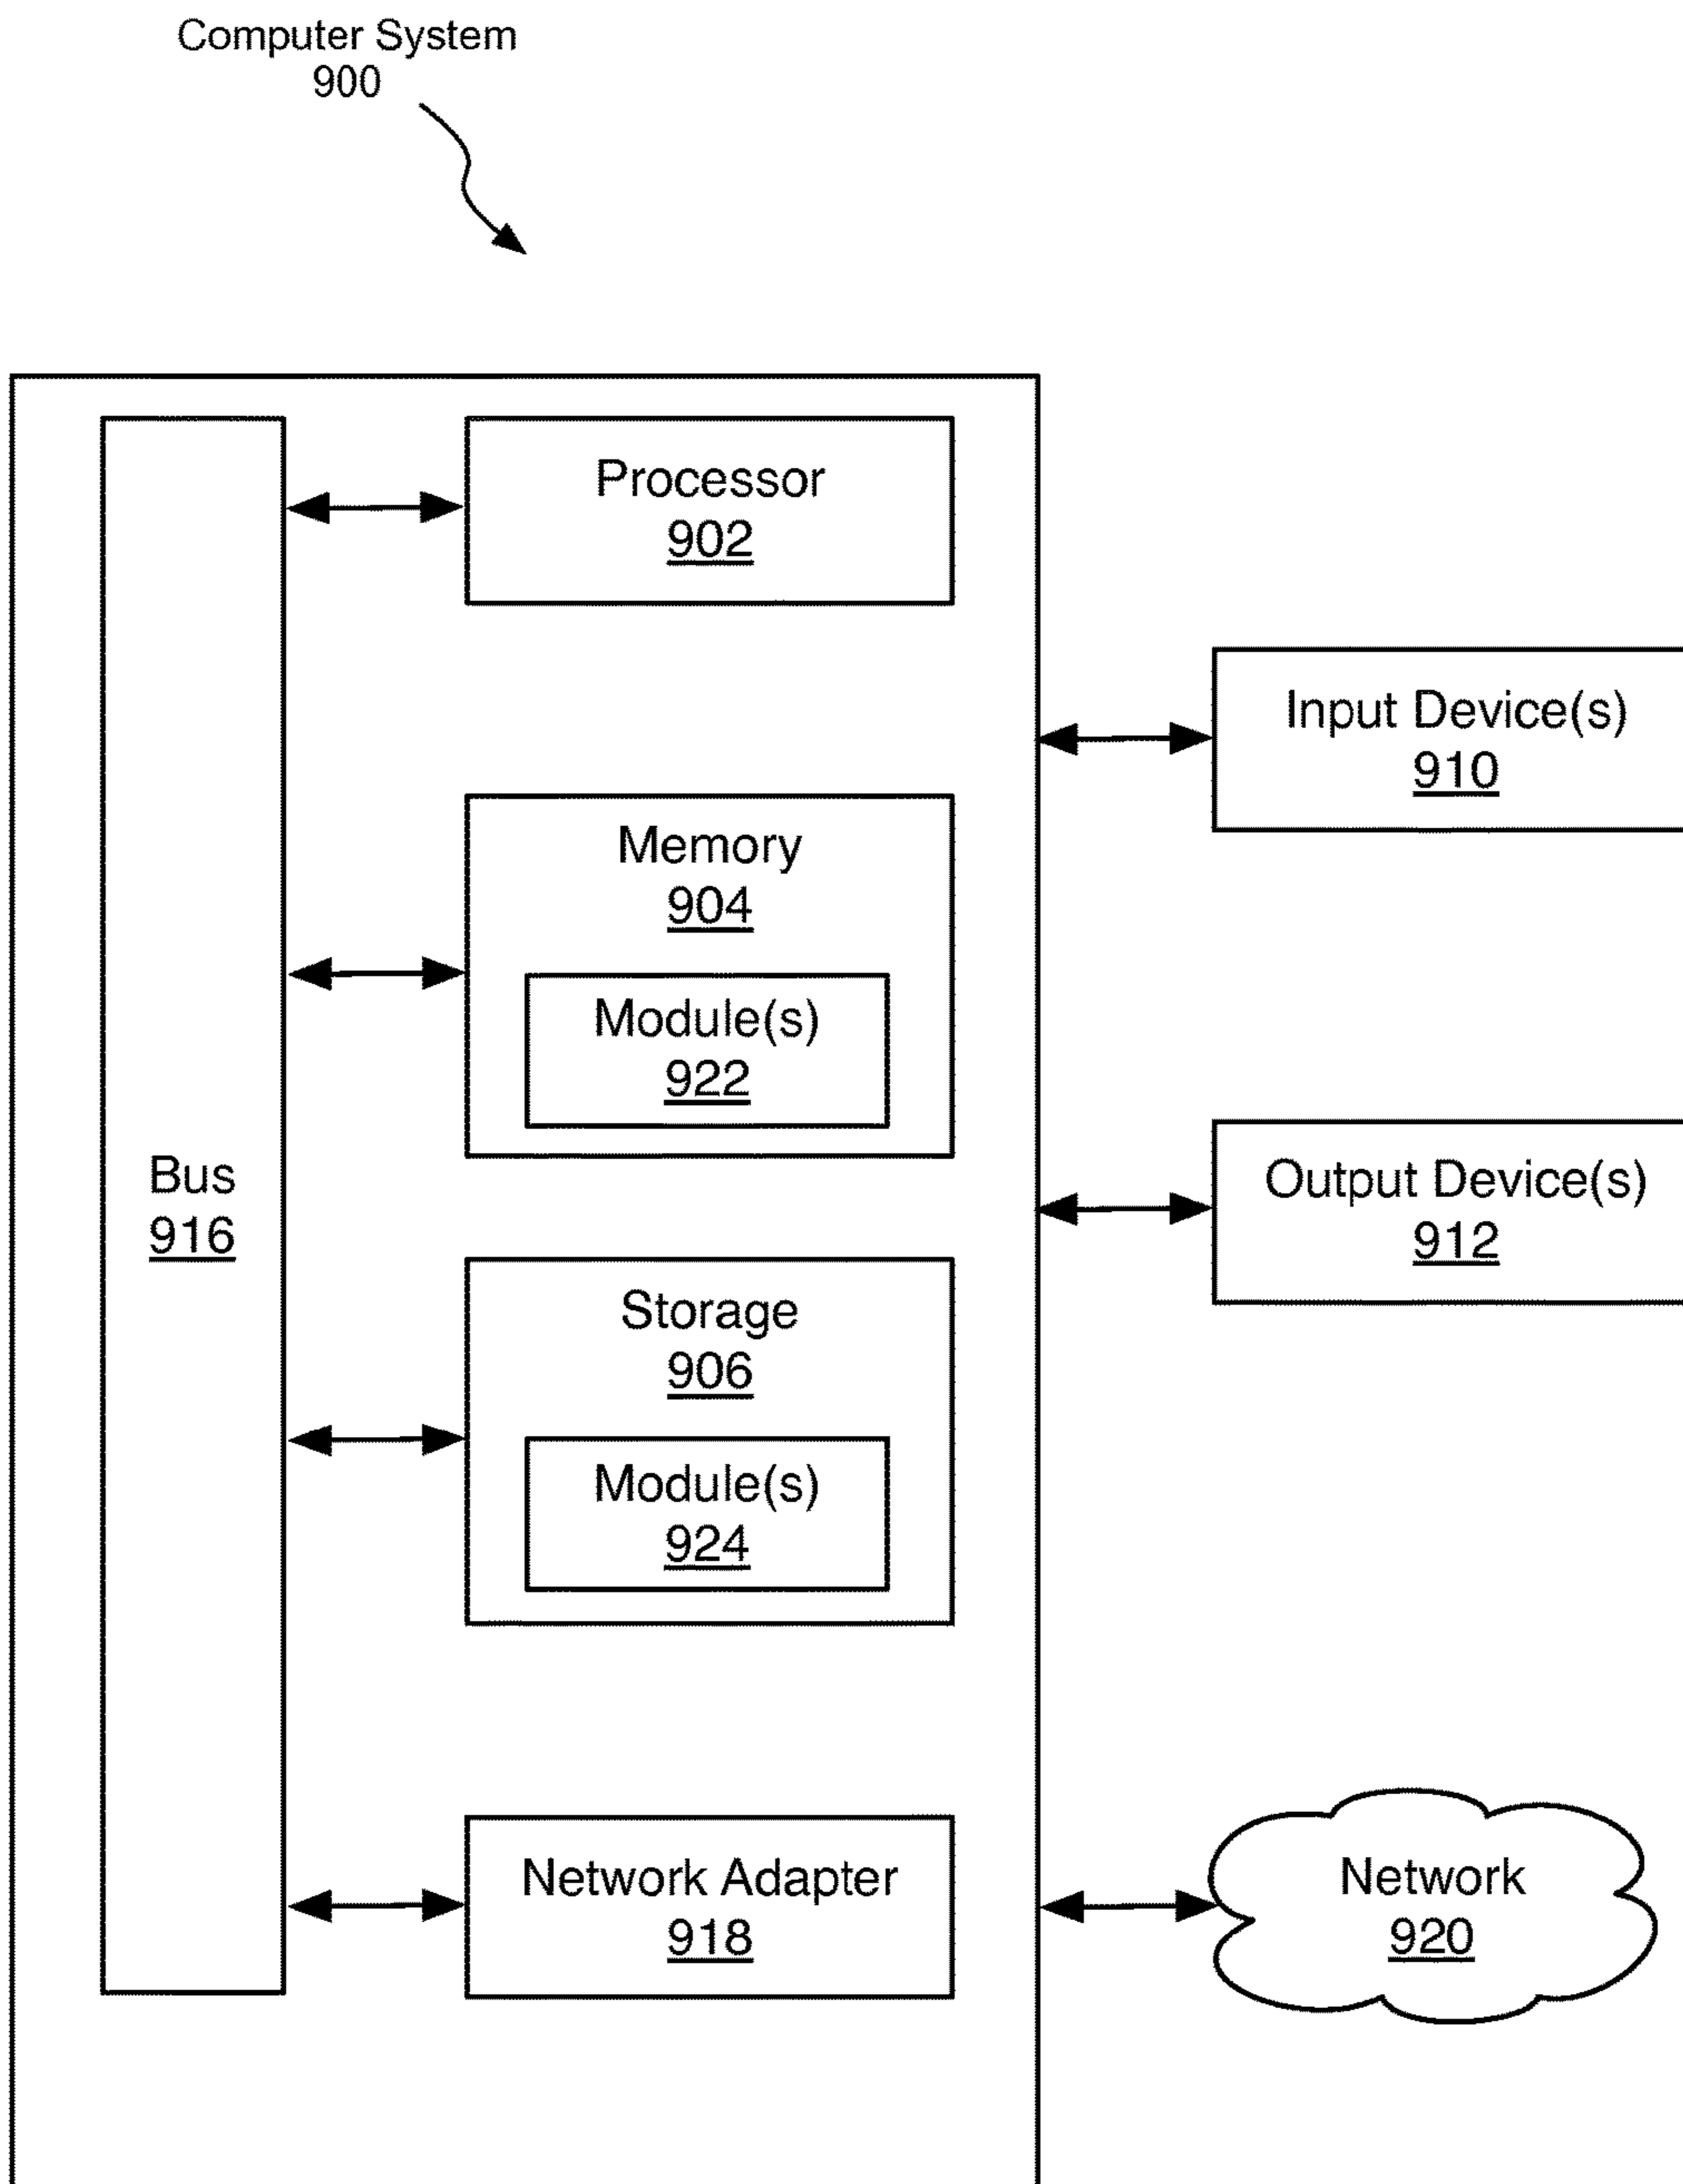 Computer System
900
Processor
902
Input Device(s)
910
Memory
904
Module(s)
922
Bus
916
Output Device(s)
912
Storage
906
Module(s)
924
Network Adapter
918
Network
920